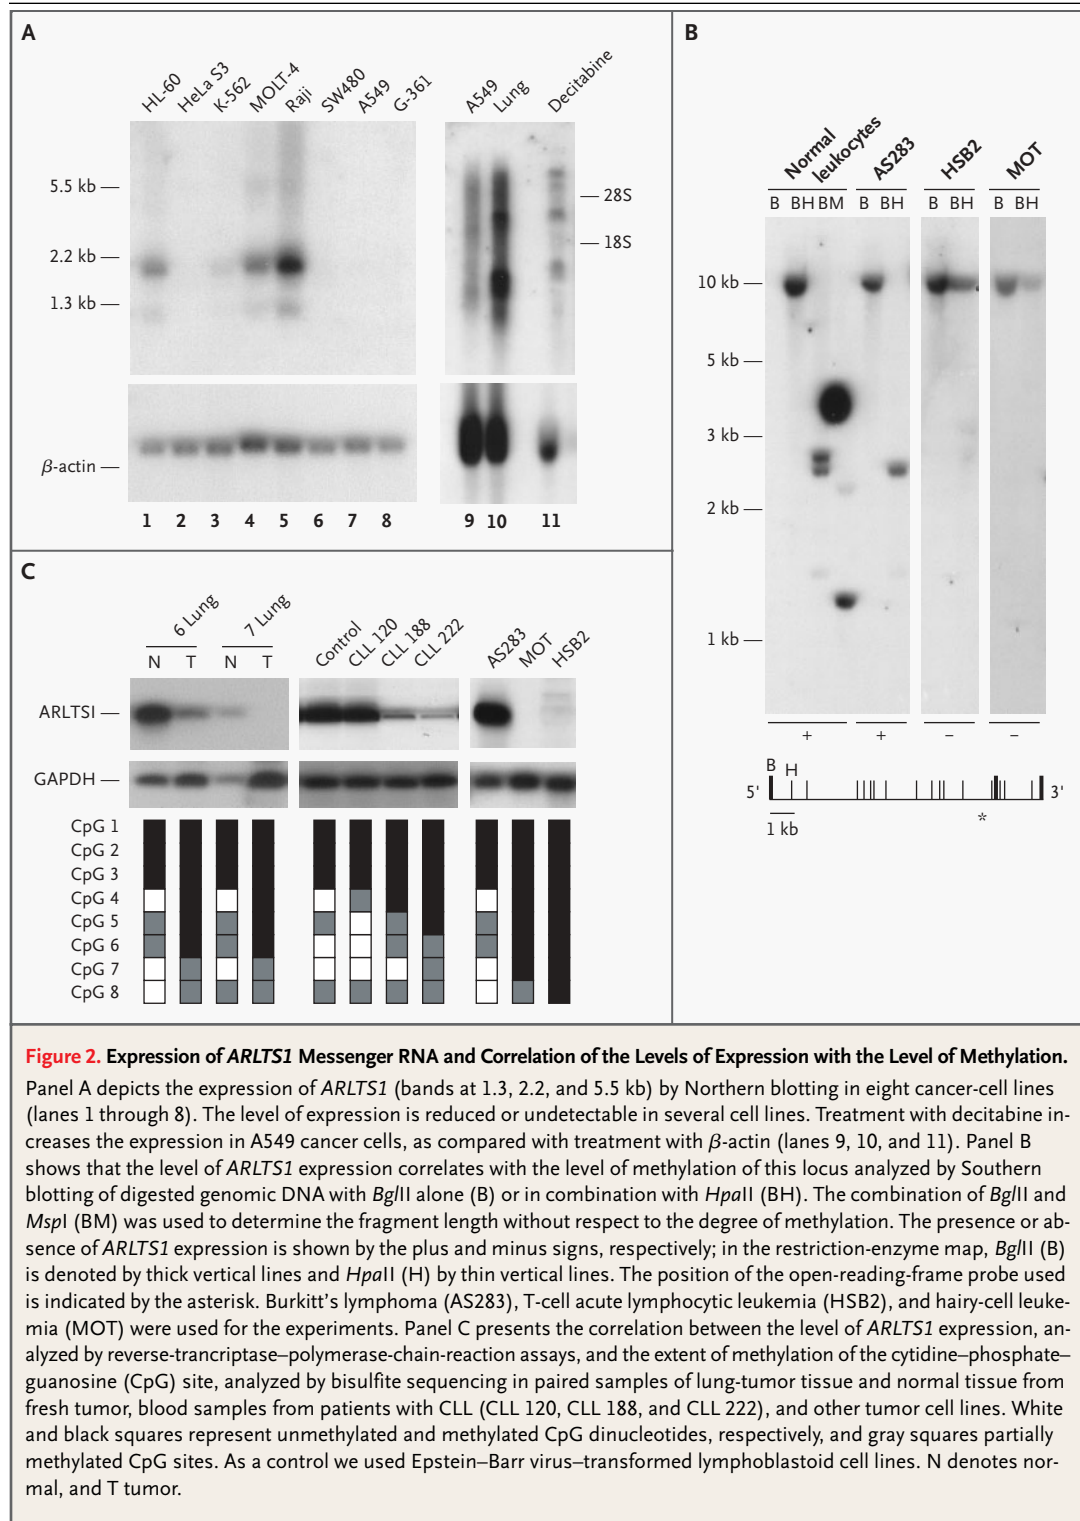 A
HL-60 HeLa S3 K-562 MOLT-4 Raji SW480 A549 G-361
A549 Lung Decitabine
5.5 kb
2.2 kb
1.3 kb
28S
18S
β-actin
1 2 3 4 5 6 7 8 9 10 11
B
Normal leukocytes AS283 HSB2 MOT
B BH BM B BH B BH B BH
10 kb
5 kb
3 kb
2 kb
1 kb
+ + – –
B H
5' 3'
1 kb *
C
6 Lung 7 Lung
N T N T
Control CLL 120 CLL 188 CLL 222
AS283 MOT HSB2
ARLTSI
GAPDH
CpG 1
CpG 2
CpG 3
CpG 4
CpG 5
CpG 6
CpG 7
CpG 8
Figure 2. Expression of ARLTS1 Messenger RNA and Correlation of the Levels of Expression with the Level of Methylation.
Panel A depicts the expression of ARLTS1 (bands at 1.3, 2.2, and 5.5 kb) by Northern blotting in eight cancer-cell lines
(lanes 1 through 8). The level of expression is reduced or undetectable in several cell lines. Treatment with decitabine in-
creases the expression in A549 cancer cells, as compared with treatment with β-actin (lanes 9, 10, and 11). Panel B
shows that the level of ARLTS1 expression correlates with the level of methylation of this locus analyzed by Southern
blotting of digested genomic DNA with BglII alone (B) or in combination with HpaII (BH). The combination of BglII and
MspI (BM) was used to determine the fragment length without respect to the degree of methylation. The presence or ab-
sence of ARLTS1 expression is shown by the plus and minus signs, respectively; in the restriction-enzyme map, BglII (B)
is denoted by thick vertical lines and HpaII (H) by thin vertical lines. The position of the open-reading-frame probe used
is indicated by the asterisk. Burkitt's lymphoma (AS283), T-cell acute lymphocytic leukemia (HSB2), and hairy-cell leuke-
mia (MOT) were used for the experiments. Panel C presents the correlation between the level of ARLTS1 expression, an-
alyzed by reverse-trancriptase–polymerase-chain-reaction assays, and the extent of methylation of the cytidine–phosphate–
guanosine (CpG) site, analyzed by bisulfite sequencing in paired samples of lung-tumor tissue and normal tissue from
fresh tumor, blood samples from patients with CLL (CLL 120, CLL 188, and CLL 222), and other tumor cell lines. White
and black squares represent unmethylated and methylated CpG dinucleotides, respectively, and gray squares partially
methylated CpG sites. As a control we used Epstein–Barr virus–transformed lymphoblastoid cell lines. N denotes nor-
mal, and T tumor.